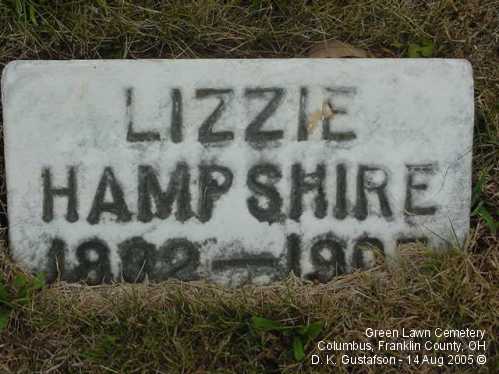 LIZZIE
HAMPSHIRE
Green Lawn Cemetery
Columbus, Franklin County, OH
D. K. Gustafson - 14 Aug 2005 ©